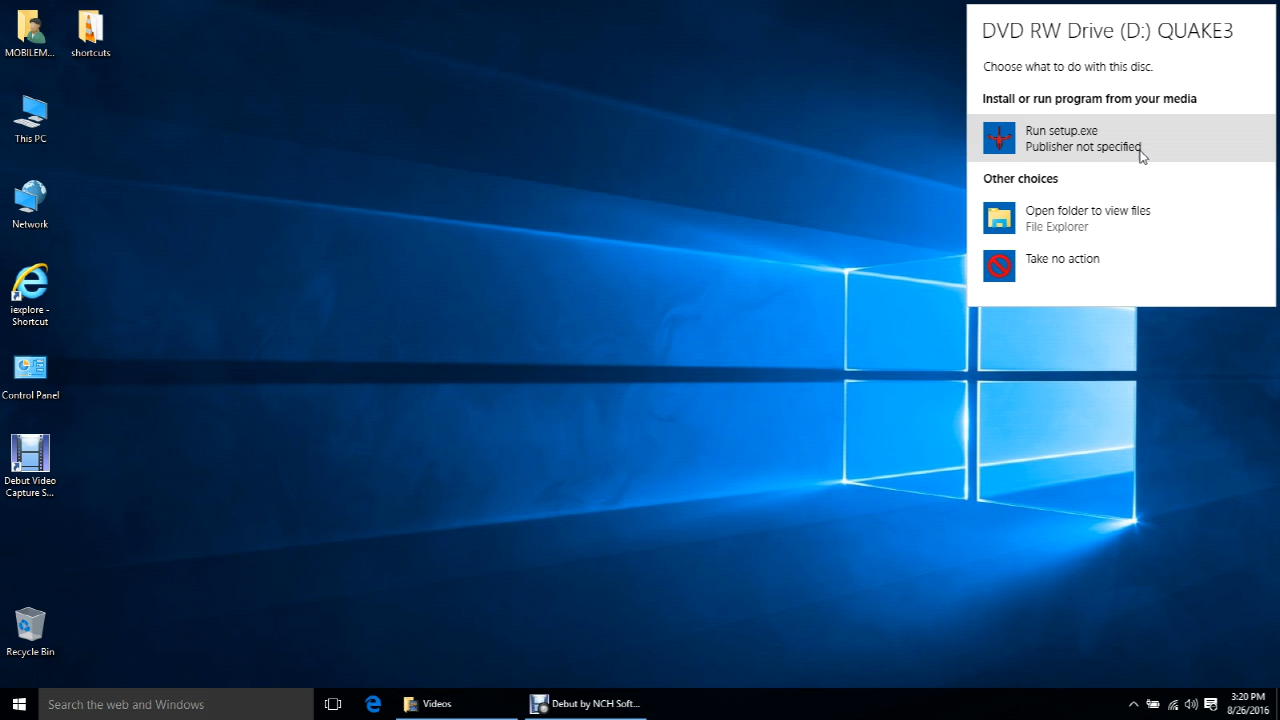 MOBILEM...
shortcuts
This PC
Network
iexplore -
Shortcut
Control Panel
Debut Video
Capture S...
Recycle Bin
DVD RW Drive (D:) QUAKE3
Choose what to do with this disc.
Install or run program from your media
Run setup.exe
Publisher not specified
Other choices
Open folder to view files
File Explorer
Take no action
Search the web and Windows
Videos
Debut by NCH Soft...
3:20 PM
8/26/2016